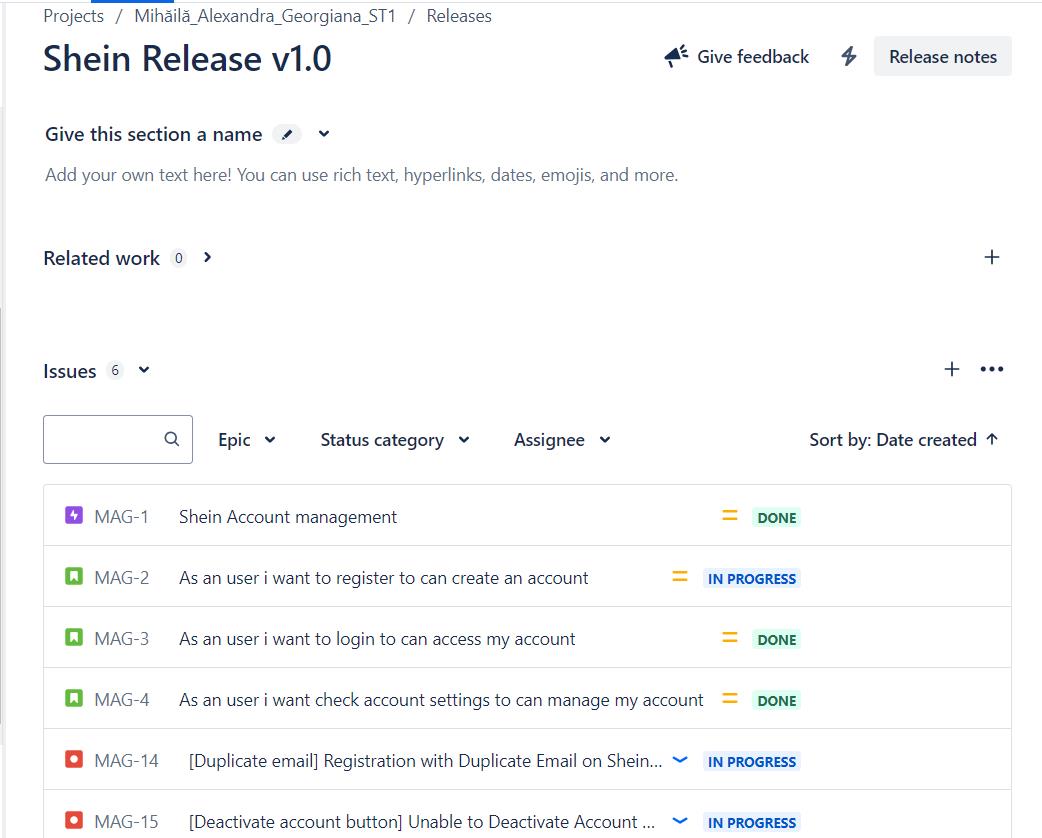 Projects / Mihăilă_Alexandra_Georgiana_ST1 / Releases
Shein Release v1.0
Give feedback
Release notes
Give this section a name
Add your own text here! You can use rich text, hyperlinks, dates, emojis, and more.
Related work 0
Issues 6
Epic Status category Assignee Sort by: Date created
MAG-1 Shein Account management DONE
MAG-2 As an user i want to register to can create an account IN PROGRESS
MAG-3 As an user i want to login to can access my account DONE
MAG-4 As an user i want check account settings to can manage my account DONE
MAG-14 [Duplicate email] Registration with Duplicate Email on Shein... IN PROGRESS
MAG-15 [Deactivate account button] Unable to Deactivate Account ... IN PROGRESS